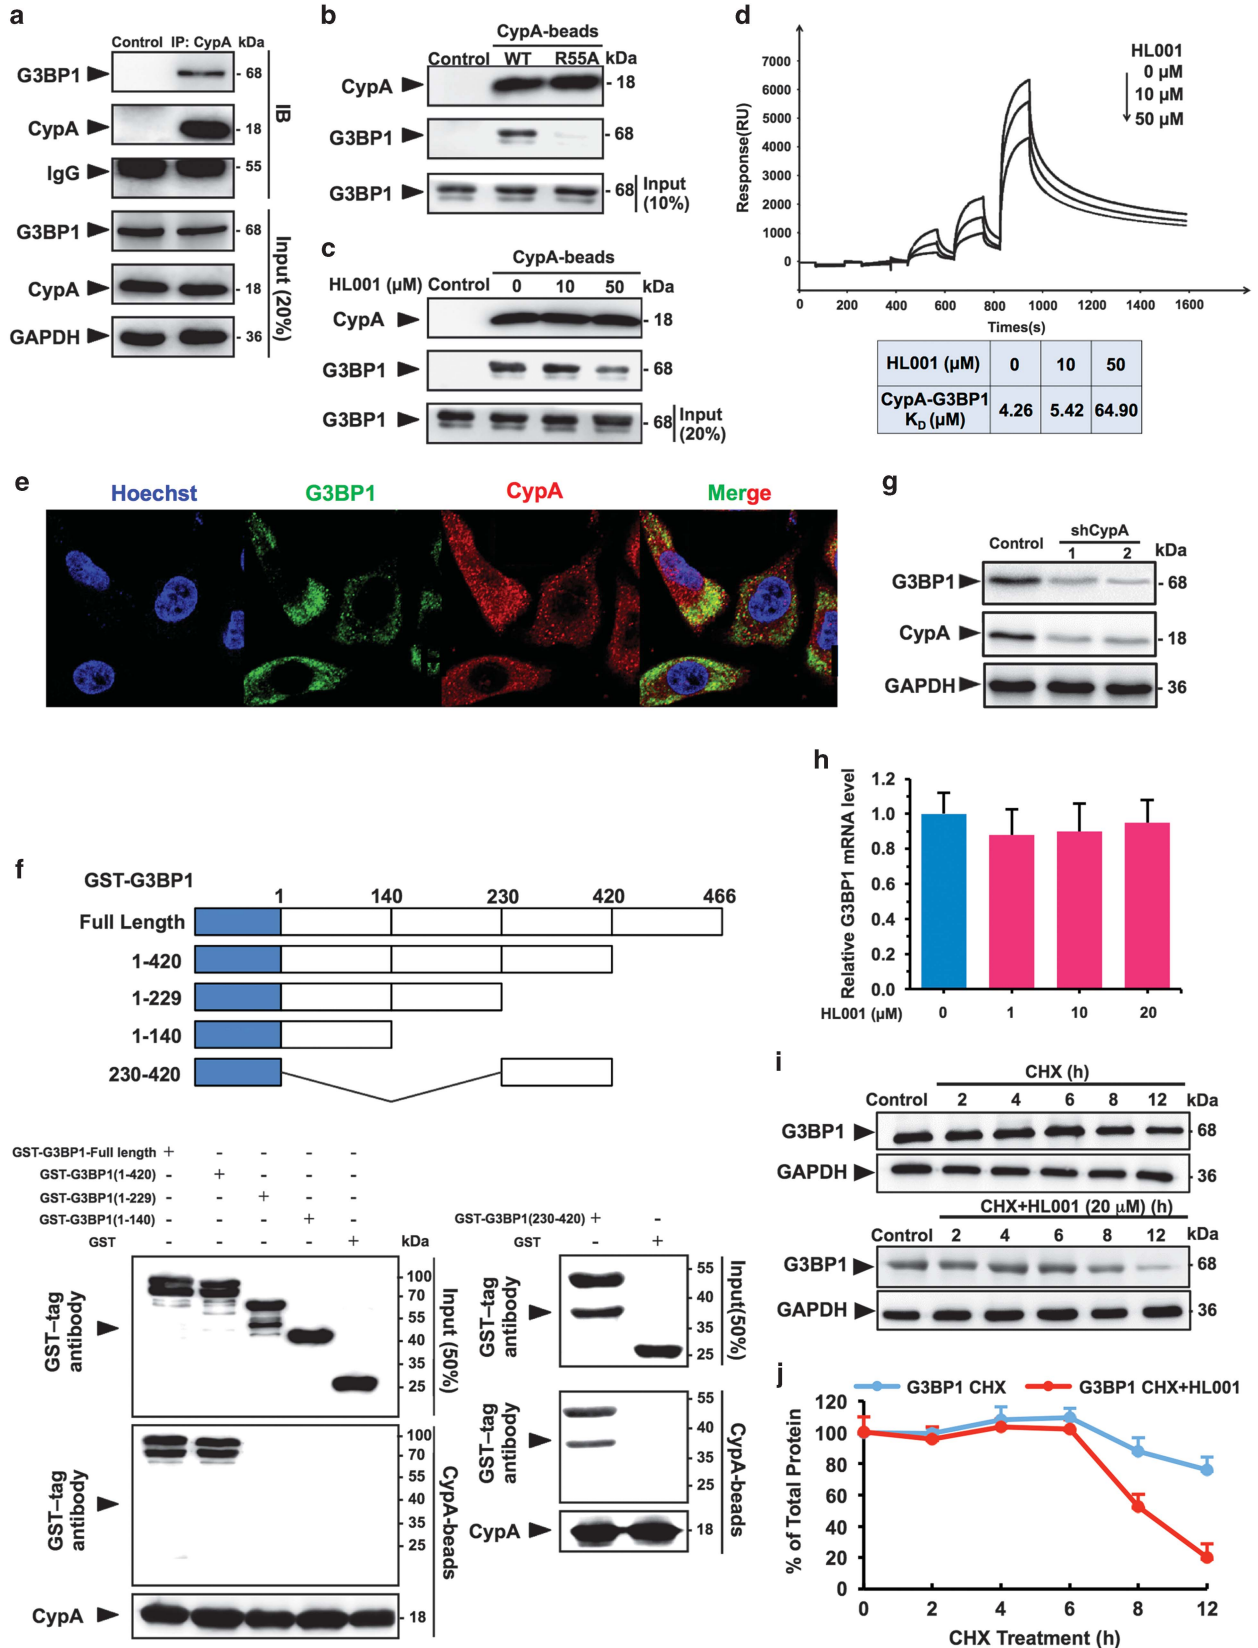 a
Control IP: CypA kDa
G3BP1 - 68
CypA - 18
IgG - 55
IB
G3BP1 - 68
CypA - 18
GAPDH - 36
Input (20%)
b
CypA-beads
Control WT R55A kDa
CypA - 18
G3BP1 - 68
G3BP1 - 68 Input
(10%)
c
CypA-beads
HL001 (µM) Control 0 10 50 kDa
CypA - 18
G3BP1 - 68
G3BP1 - 68 Input
(20%)
d
Response(RU)
7000
6000
5000
4000
3000
2000
1000
0
0 200 400 600 800 1000 1200 1400 1600
Times(s)
HL001
0 µM
10 µM
50 µM
HL001 (µM) 0 10 50
CypA-G3BP1
KD (µM) 4.26 5.42 64.90
e
Hoechst G3BP1 CypA Merge
g
shCypA
Control 1 2 kDa
G3BP1 - 68
CypA - 18
GAPDH - 36
h
Relative G3BP1 mRNA level
1.2
1.0
0.8
0.6
0.4
0.2
0.0
HL001 (µM) 0 1 10 20
f
GST-G3BP1
1 140 230 420 466
Full Length
1-420
1-229
1-140
230-420
GST-G3BP1-Full length + - - - -
GST-G3BP1(1-420) - + - - -
GST-G3BP1(1-229) - - + - -
GST-G3BP1(1-140) - - - + -
GST - - - - + kDa
GST–tag
antibody
100
70
55
40
35
25
Input (50%)
GST–tag
antibody
100
70
55
40
35
25
CypA-beads
CypA - 18
GST-G3BP1(230-420) + -
GST - +
GST–tag
antibody
55
40
35
25
Input(50%)
GST–tag
antibody
55
40
35
25
CypA-beads
CypA - 18
i
CHX (h)
Control 2 4 6 8 12 kDa
G3BP1 - 68
GAPDH - 36
CHX+HL001 (20 µM) (h)
Control 2 4 6 8 12 kDa
G3BP1 - 68
GAPDH - 36
j
G3BP1 CHX G3BP1 CHX+HL001
% of Total Protein
120
100
80
60
40
20
0
0 2 4 6 8 12
CHX Treatment (h)